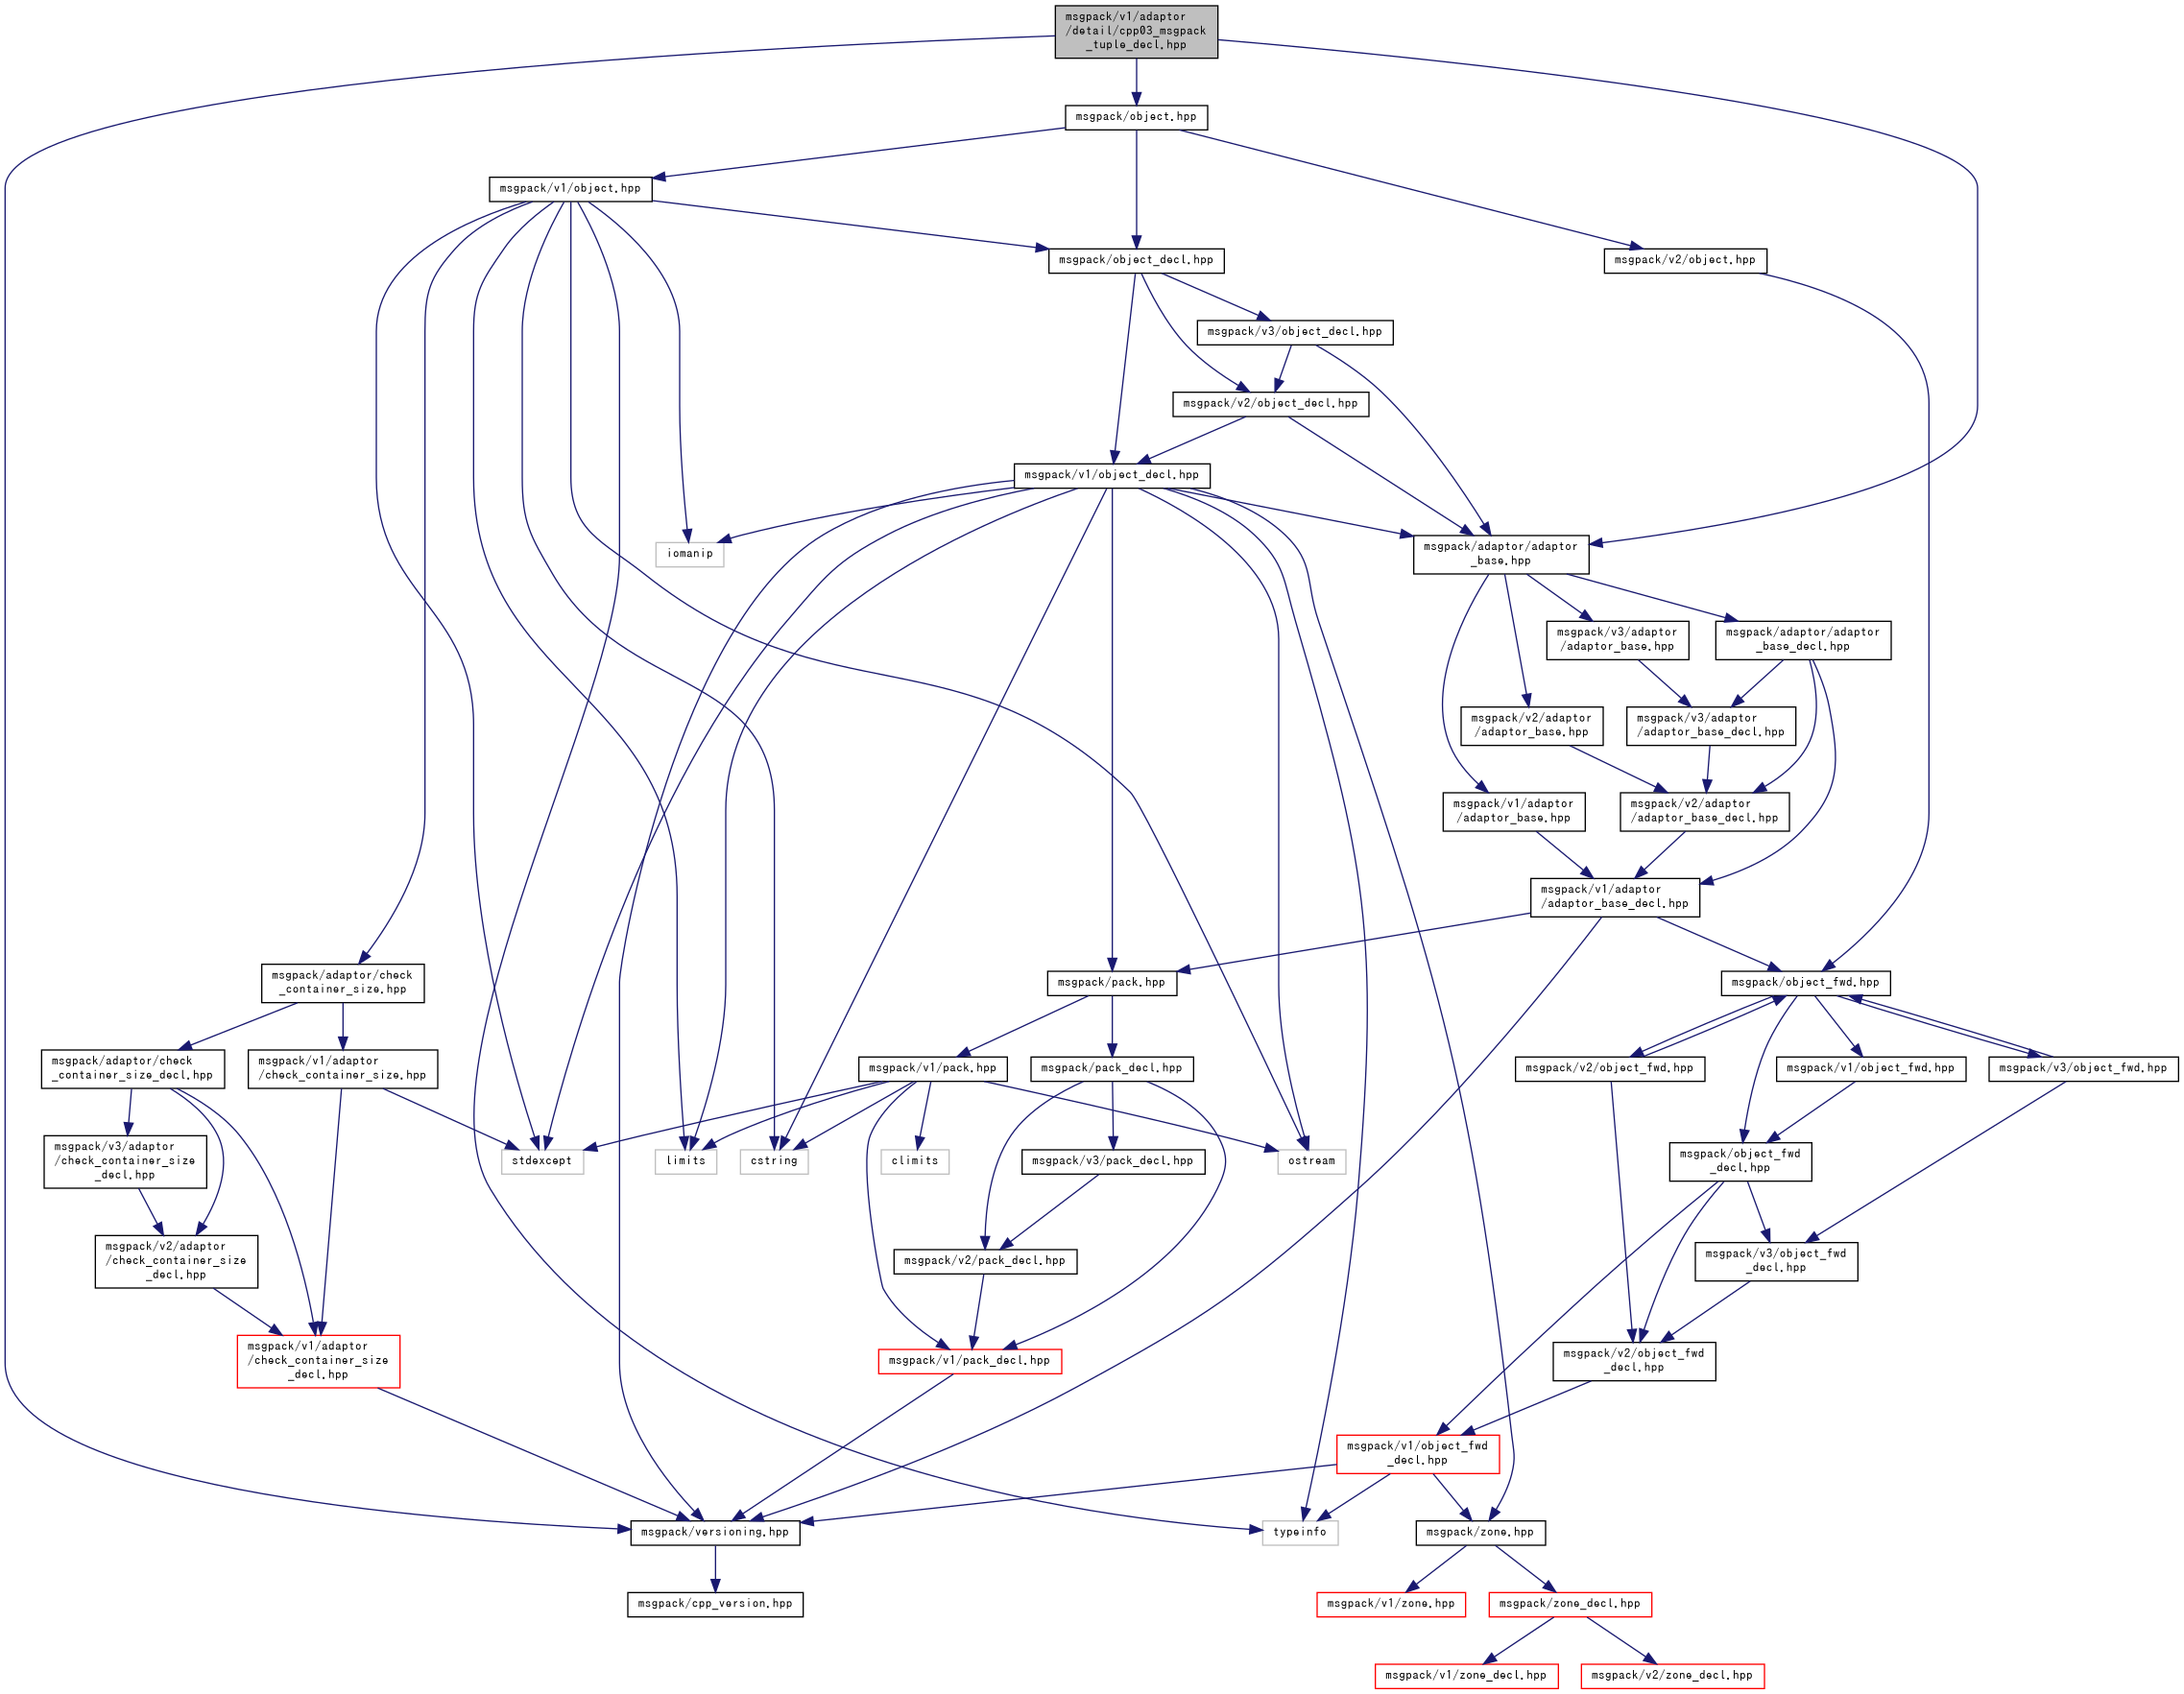 msgpack/v1/adaptor
/detail/cpp03_msgpack
_tuple_decl.hpp
msgpack/object.hpp
msgpack/v1/object.hpp
msgpack/object_decl.hpp
msgpack/v2/object.hpp
msgpack/v3/object_decl.hpp
msgpack/v2/object_decl.hpp
msgpack/v1/object_decl.hpp
iomanip
msgpack/adaptor/adaptor
_base.hpp
msgpack/v3/adaptor
/adaptor_base.hpp
msgpack/adaptor/adaptor
_base_decl.hpp
msgpack/v2/adaptor
/adaptor_base.hpp
msgpack/v3/adaptor
/adaptor_base_decl.hpp
msgpack/v1/adaptor
/adaptor_base.hpp
msgpack/v2/adaptor
/adaptor_base_decl.hpp
msgpack/v1/adaptor
/adaptor_base_decl.hpp
msgpack/adaptor/check
_container_size.hpp
msgpack/pack.hpp
msgpack/object_fwd.hpp
msgpack/adaptor/check
_container_size_decl.hpp
msgpack/v1/adaptor
/check_container_size.hpp
msgpack/v1/pack.hpp
msgpack/pack_decl.hpp
msgpack/v2/object_fwd.hpp
msgpack/v1/object_fwd.hpp
msgpack/v3/object_fwd.hpp
msgpack/v3/adaptor
/check_container_size
_decl.hpp
stdexcept
limits
cstring
climits
msgpack/v3/pack_decl.hpp
ostream
msgpack/object_fwd
_decl.hpp
msgpack/v2/adaptor
/check_container_size
_decl.hpp
msgpack/v2/pack_decl.hpp
msgpack/v3/object_fwd
_decl.hpp
msgpack/v1/adaptor
/check_container_size
_decl.hpp
msgpack/v1/pack_decl.hpp
msgpack/v2/object_fwd
_decl.hpp
msgpack/v1/object_fwd
_decl.hpp
msgpack/versioning.hpp
typeinfo
msgpack/zone.hpp
msgpack/cpp_version.hpp
msgpack/v1/zone.hpp
msgpack/zone_decl.hpp
msgpack/v1/zone_decl.hpp
msgpack/v2/zone_decl.hpp